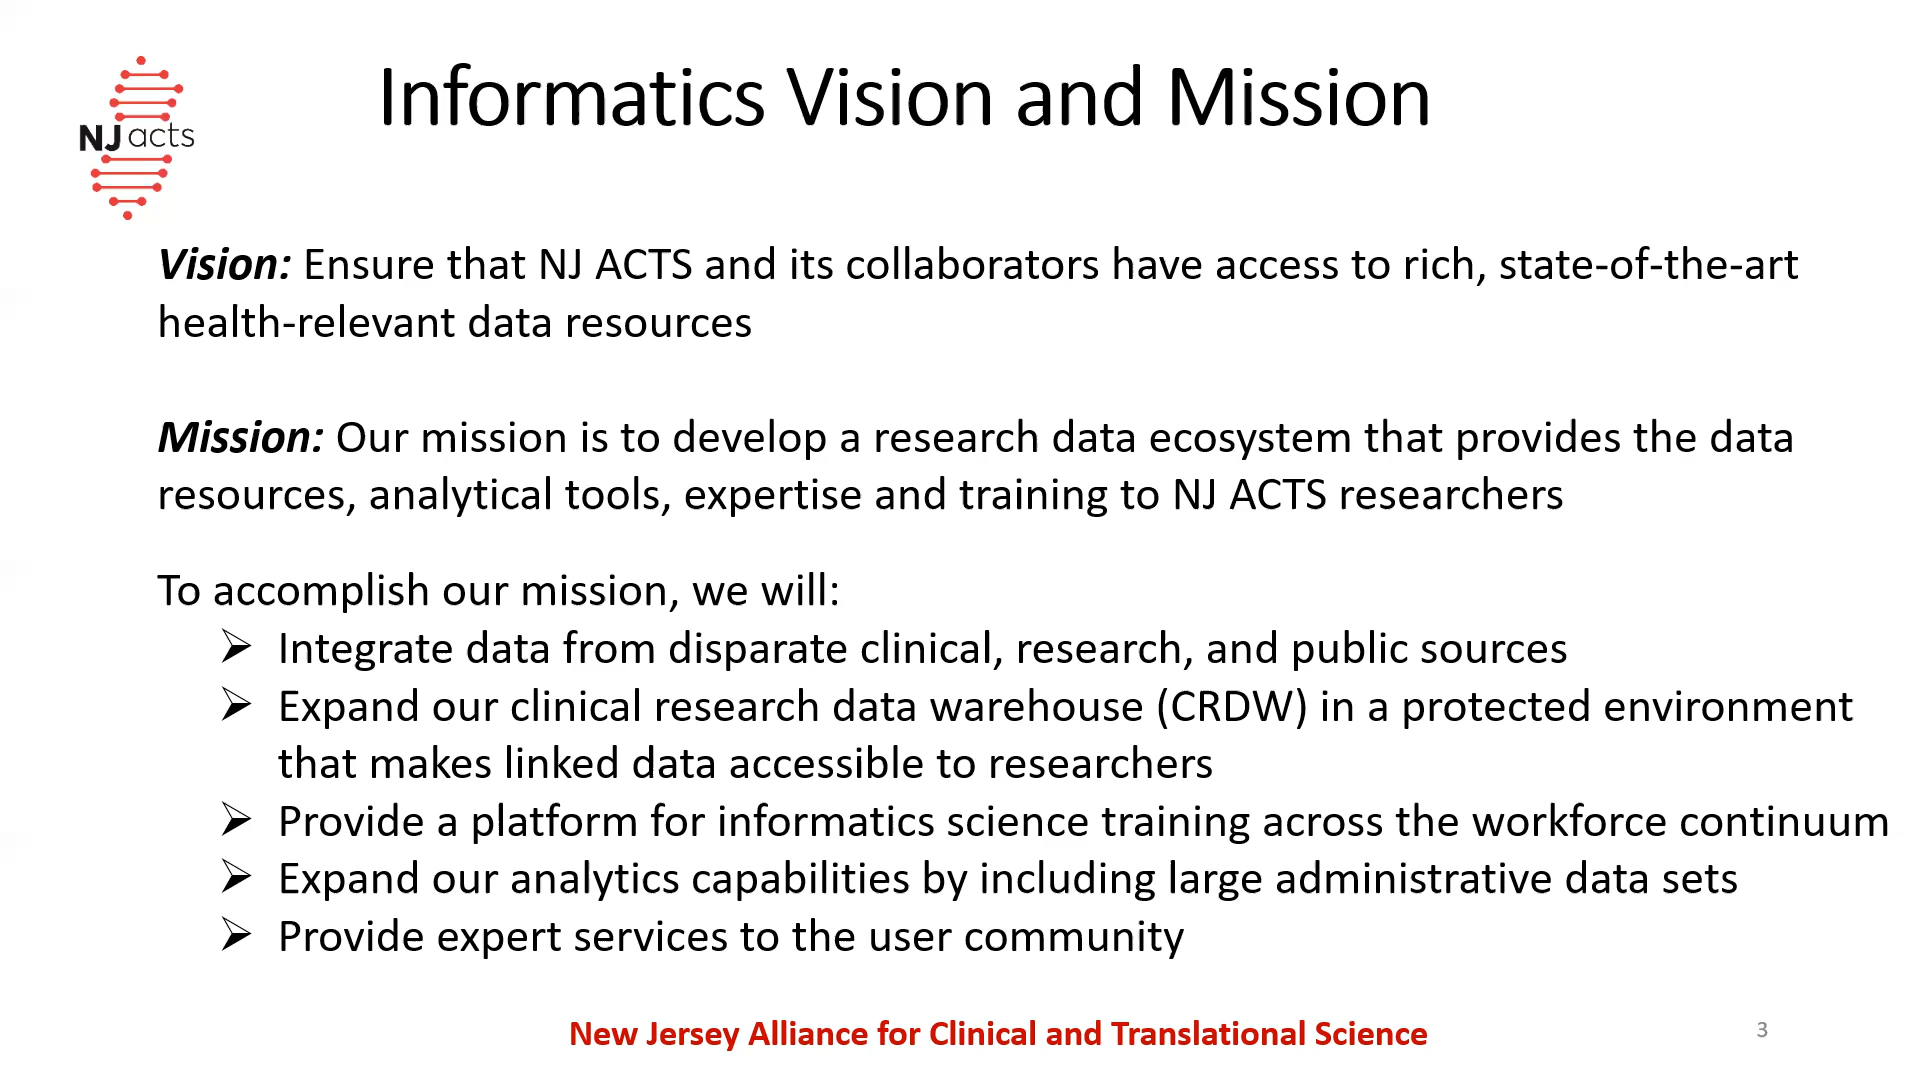 Informatics Vision and Mission
NJ acts
Vision: Ensure that NJ ACTS and its collaborators have access to rich, state-of-the-art
health-relevant data resources
Mission: Our mission is to develop a research data ecosystem that provides the data
resources, analytical tools, expertise and training to NJ ACTS researchers
To accomplish our mission, we will:
➢ Integrate data from disparate clinical, research, and public sources
➢ Expand our clinical research data warehouse (CRDW) in a protected environment
that makes linked data accessible to researchers
➢ Provide a platform for informatics science training across the workforce continuum
➢ Expand our analytics capabilities by including large administrative data sets
➢ Provide expert services to the user community
New Jersey Alliance for Clinical and Translational Science
3